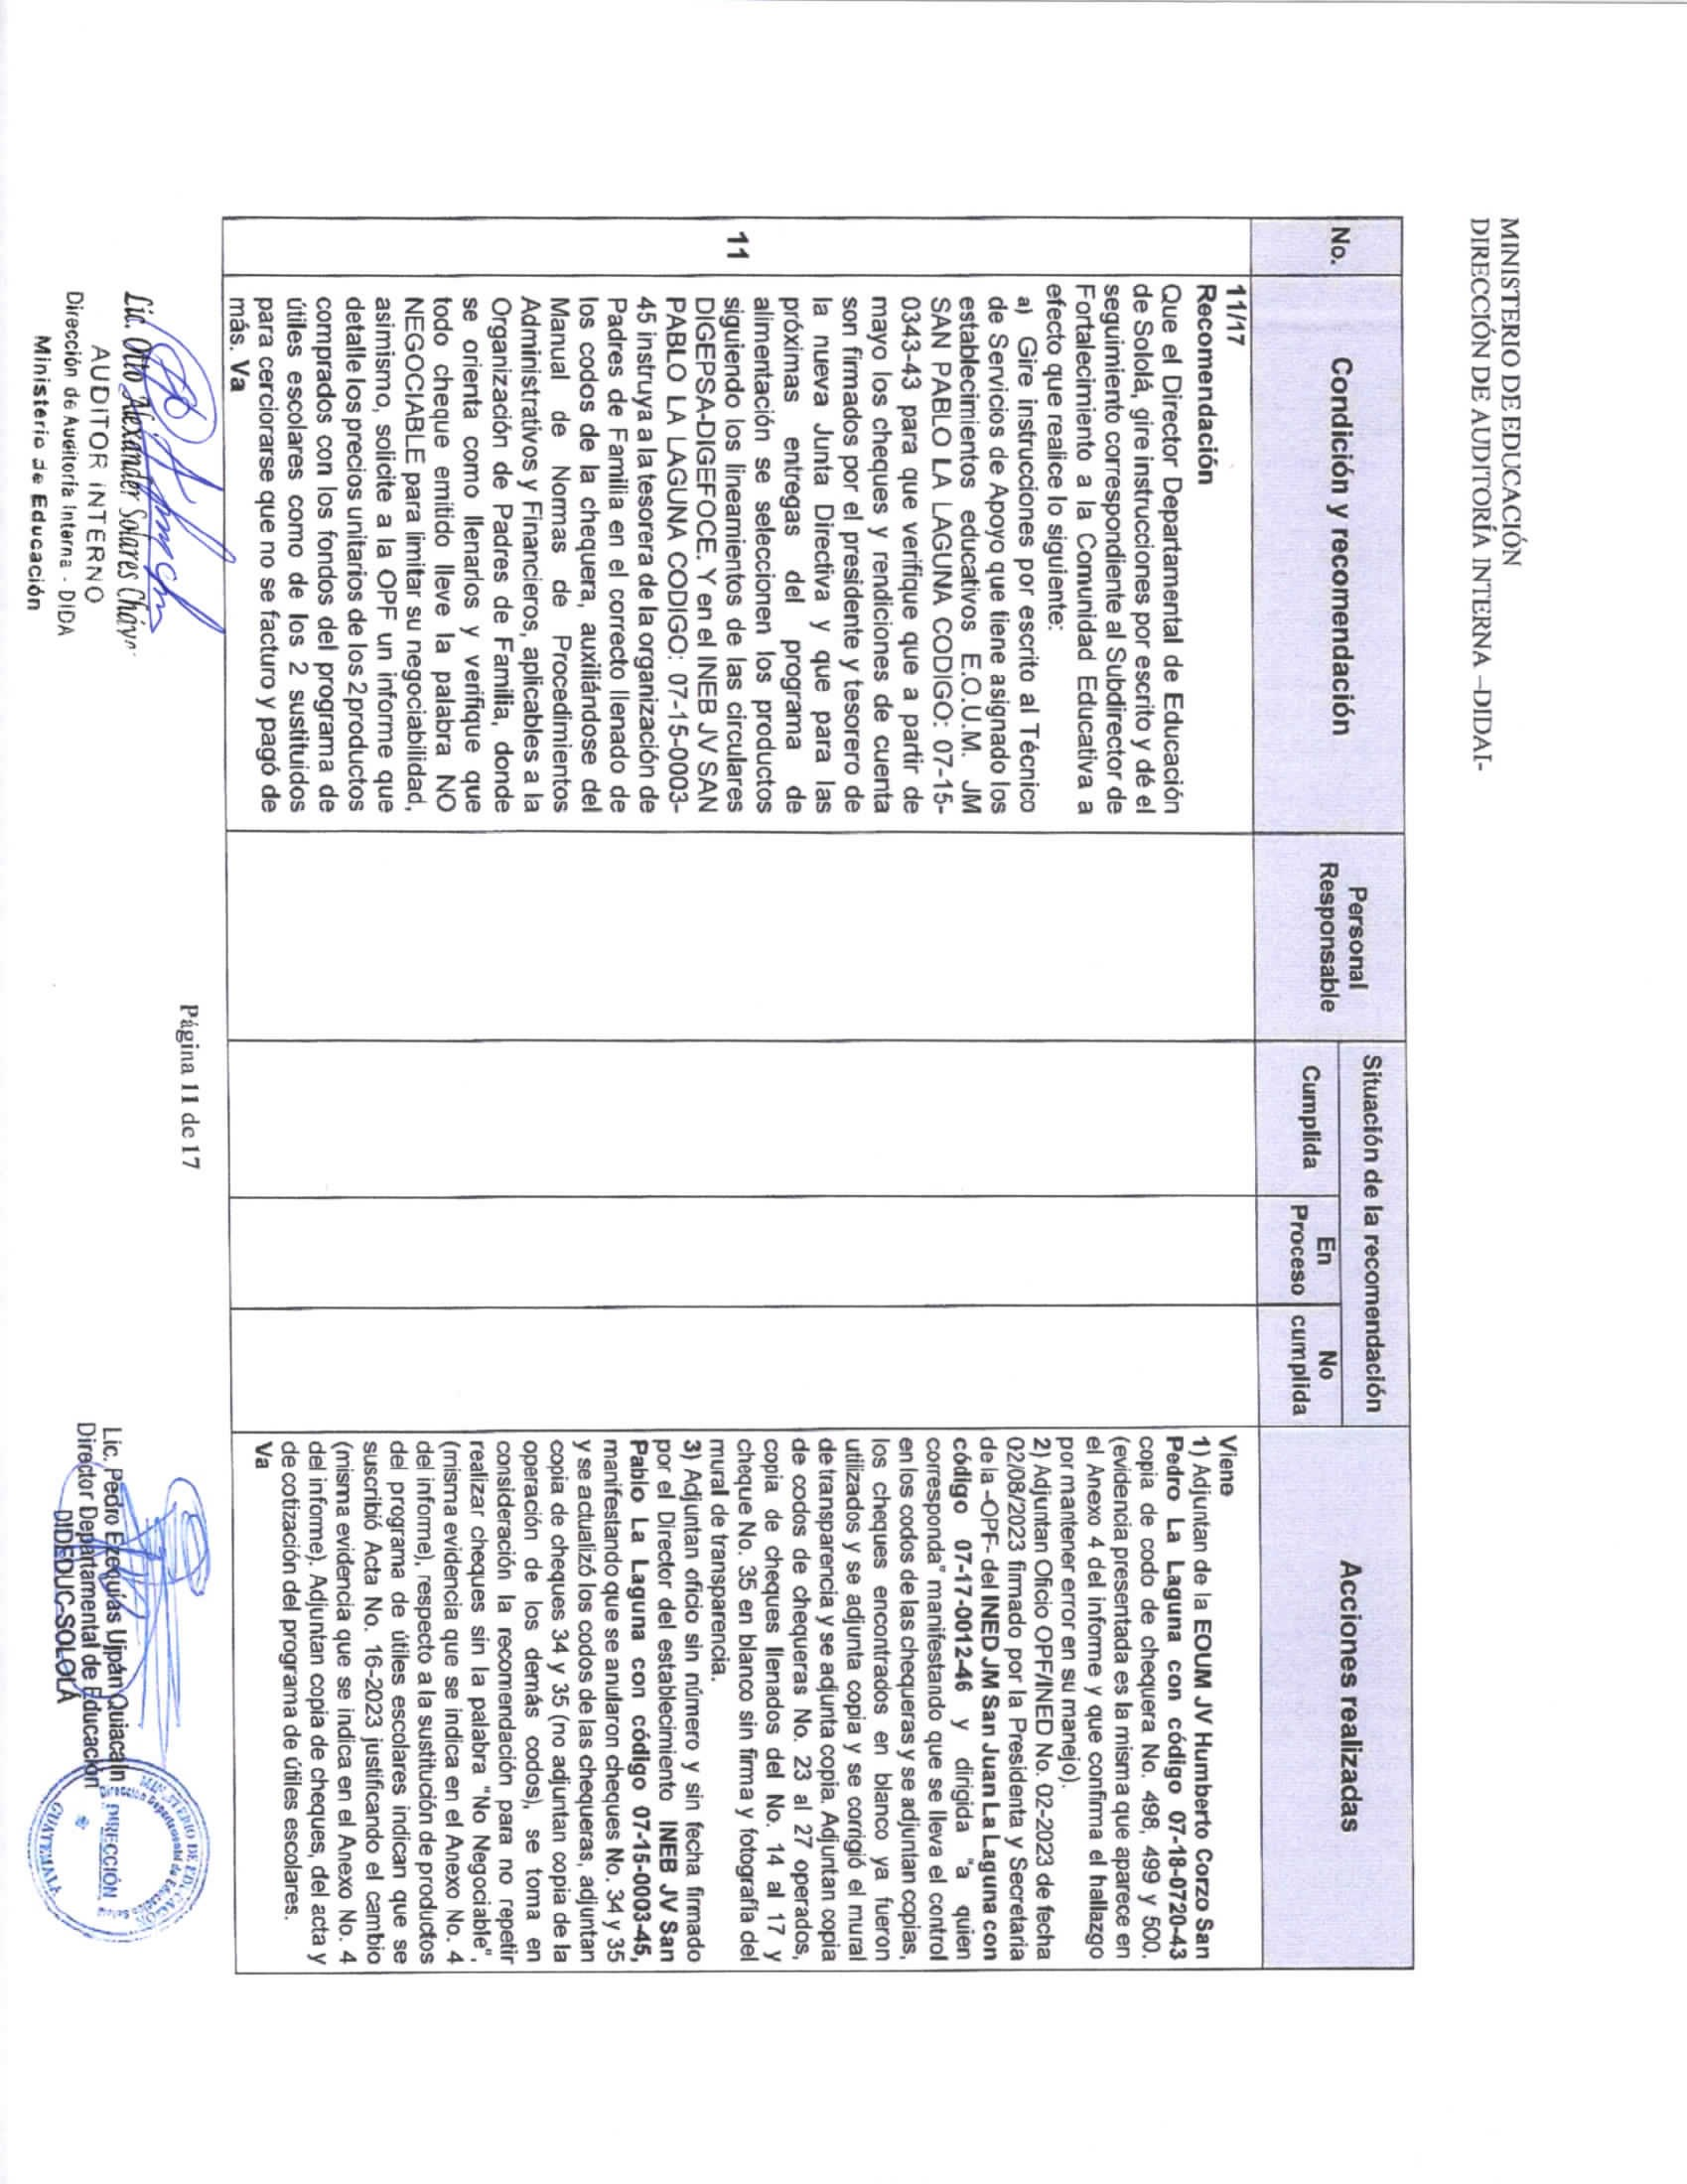 MINISTERIO DE EDUCACIÓN
DIRECCIÓN DE AUDITORÍA INTERNA –DIDAI-
No.
Condición y recomendación
Personal
Responsable
Situación de la recomendación
Cumplida
En
Proceso
No
cumplida
Acciones realizadas
11
11/17
Recomendación
Que el Director Departamental de Educación
de Sololá, gire instrucciones por escrito y dé el
seguimiento correspondiente al Subdirector de
Fortalecimiento a la Comunidad Educativa a
efecto que realice lo siguiente:
a) Gire instrucciones por escrito al Técnico
de Servicios de Apoyo que tiene asignado los
establecimientos educativos E.O.U.M. JM
SAN PABLO LA LAGUNA CODIGO: 07-15-
0343-43 para que verifique que a partir de
mayo los cheques y rendiciones de cuenta
son firmados por el presidente y tesorero de
la nueva Junta Directiva y que para las
próximas entregas del programa de
alimentación se seleccionen los productos
siguiendo los lineamientos de las circulares
DIGEPSA-DIGEFOCE. Y en el INEB JV SAN
PABLO LA LAGUNA CODIGO: 07-15-0003-
45 instruya a la tesorera de la organización de
Padres de Familia en el correcto llenado de
los codos de la chequera, auxiliándose del
Manual de Normas de Procedimientos
Administrativos y Financieros, aplicables a la
Organización de Padres de Familia, donde
se orienta como llenarlos y verifique que
todo cheque emitido lleve la palabra NO
NEGOCIABLE para limitar su negociabilidad,
asimismo, solicite a la OPF un informe que
detalle los precios unitarios de los 2 productos
comprados con los fondos del programa de
útiles escolares como de los 2 sustituidos
para cerciorarse que no se facturo y pagó de
más. Va
Viene
1) Adjuntan de la EOUM JV Humberto Corzo San
Pedro La Laguna con código 07-18-0720-43
copia de codo de chequera No. 498, 499 y 500.
(evidencia presentada es la misma que aparece en
el Anexo 4 del informe y que confirma el hallazgo
por mantener error en su manejo).
2) Adjuntan Oficio OPF/INED No. 02-2023 de fecha
02/08/2023 firmado por la Presidenta y Secretaria
de la -OPF- del INED JM San Juan La Laguna con
código 07-17-0012-46 y dirigida "a quien
corresponda" manifestando que se lleva el control
en los codos de las chequeras y se adjuntan copias,
los cheques encontrados en blanco ya fueron
utilizados y se adjunta copia y se corrigió el mural
de transparencia y se adjunta copia. Adjuntan copia
de codos de chequeras No. 23 al 27 operados,
copia de cheques llenados del No. 14 al 17 y
cheque No. 35 en blanco sin firma y fotografía del
mural de transparencia.
3) Adjuntan oficio sin número y sin fecha firmado
por el Director del establecimiento INEB JV San
Pablo La Laguna con código 07-15-0003-45,
manifestando que se anularon cheques No. 34 y 35
y se actualizó los codos de las chequeras, adjuntan
copia de cheques 34 y 35 (no adjuntan copia de la
operación de los demás codos), se toma en
consideración la recomendación para no repetir
realizar cheques sin la palabra "No Negociable",
(misma evidencia que se indica en el Anexo No. 4
del informe), respecto a la sustitución de productos
del programa de útiles escolares indican que se
suscribió Acta No. 16-2023 justificando el cambio
(misma evidencia que se indica en el Anexo No. 4
del informe). Adjuntan copia de cheques, del acta y
de cotización del programa de útiles escolares.
Va
Página 11 de 17
Lic. Otto Alexander Solares Cháve
AUDITOR INTERNO
Dirección de Auditoría Interna - DIDA
Ministerio de Educación
Lic. Pedro Ezequías Ujpán Quiacaín
Director Departamental de Educación
DIDEDUC-SOLOLÁ
MINISTERIO DE EDUCACIÓN
Dirección Departamental de Educación Sololá
DIRECCIÓN
GUATEMALA